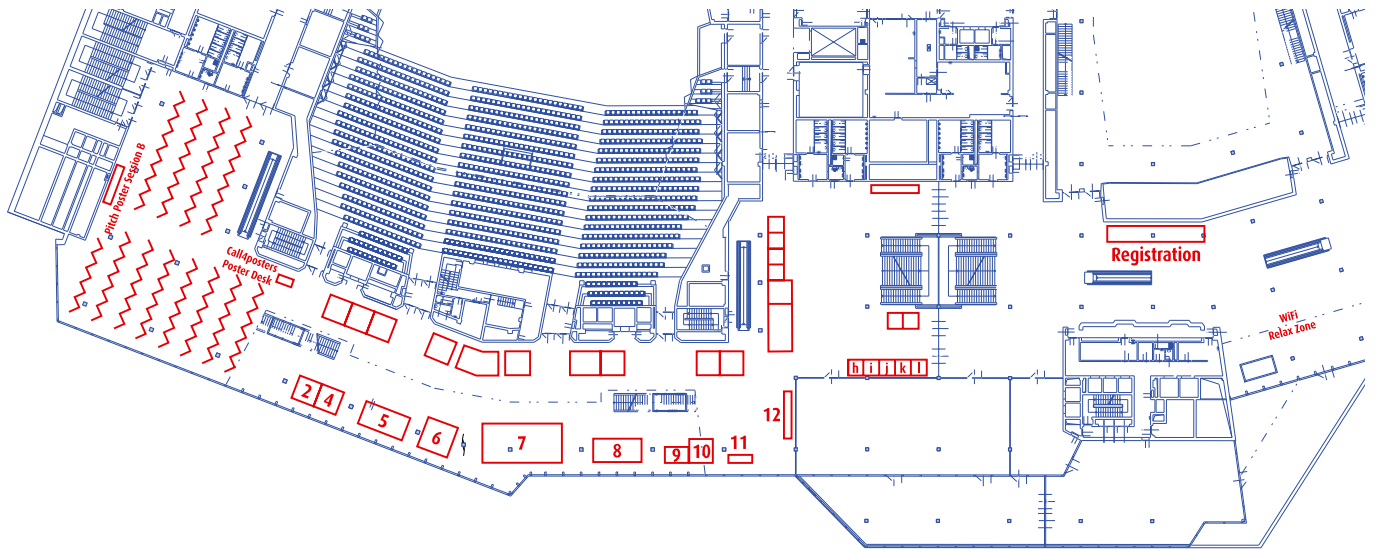 Pitch Poster Session B
Call4posters
Poster Desk
Registration
WiFi
Relax Zone
h i j k l
2 4
5
6
7
8
9
10
11
12